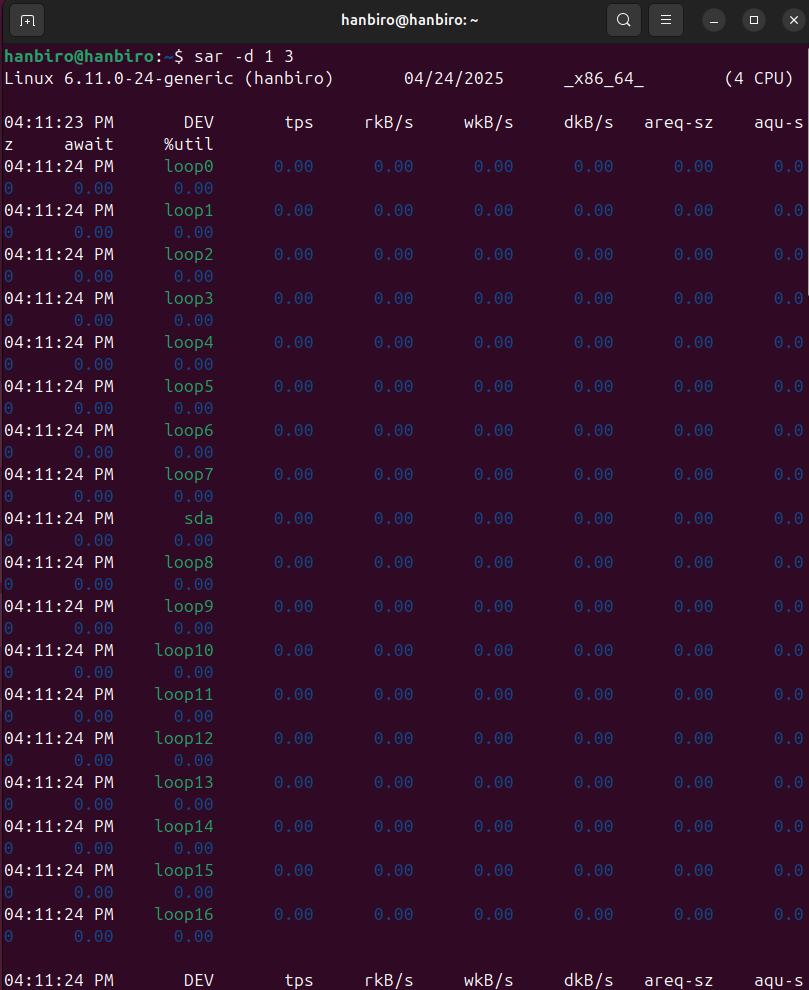 hanbiro@hanbiro: ~
hanbiro@hanbiro:~$ sar -d 1 3
Linux 6.11.0-24-generic (hanbiro)       04/24/2025      _x86_64_        (4 CPU)

04:11:23 PM       DEV       tps     rkB/s     wkB/s     dkB/s   areq-sz    aqu-s
z     await     %util
04:11:24 PM     loop0      0.00      0.00      0.00      0.00      0.00      0.0
0      0.00      0.00
04:11:24 PM     loop1      0.00      0.00      0.00      0.00      0.00      0.0
0      0.00      0.00
04:11:24 PM     loop2      0.00      0.00      0.00      0.00      0.00      0.0
0      0.00      0.00
04:11:24 PM     loop3      0.00      0.00      0.00      0.00      0.00      0.0
0      0.00      0.00
04:11:24 PM     loop4      0.00      0.00      0.00      0.00      0.00      0.0
0      0.00      0.00
04:11:24 PM     loop5      0.00      0.00      0.00      0.00      0.00      0.0
0      0.00      0.00
04:11:24 PM     loop6      0.00      0.00      0.00      0.00      0.00      0.0
0      0.00      0.00
04:11:24 PM     loop7      0.00      0.00      0.00      0.00      0.00      0.0
0      0.00      0.00
04:11:24 PM       sda      0.00      0.00      0.00      0.00      0.00      0.0
0      0.00      0.00
04:11:24 PM     loop8      0.00      0.00      0.00      0.00      0.00      0.0
0      0.00      0.00
04:11:24 PM     loop9      0.00      0.00      0.00      0.00      0.00      0.0
0      0.00      0.00
04:11:24 PM    loop10      0.00      0.00      0.00      0.00      0.00      0.0
0      0.00      0.00
04:11:24 PM    loop11      0.00      0.00      0.00      0.00      0.00      0.0
0      0.00      0.00
04:11:24 PM    loop12      0.00      0.00      0.00      0.00      0.00      0.0
0      0.00      0.00
04:11:24 PM    loop13      0.00      0.00      0.00      0.00      0.00      0.0
0      0.00      0.00
04:11:24 PM    loop14      0.00      0.00      0.00      0.00      0.00      0.0
0      0.00      0.00
04:11:24 PM    loop15      0.00      0.00      0.00      0.00      0.00      0.0
0      0.00      0.00
04:11:24 PM    loop16      0.00      0.00      0.00      0.00      0.00      0.0
0      0.00      0.00

04:11:24 PM       DEV       tps     rkB/s     wkB/s     dkB/s   areq-sz    aqu-s